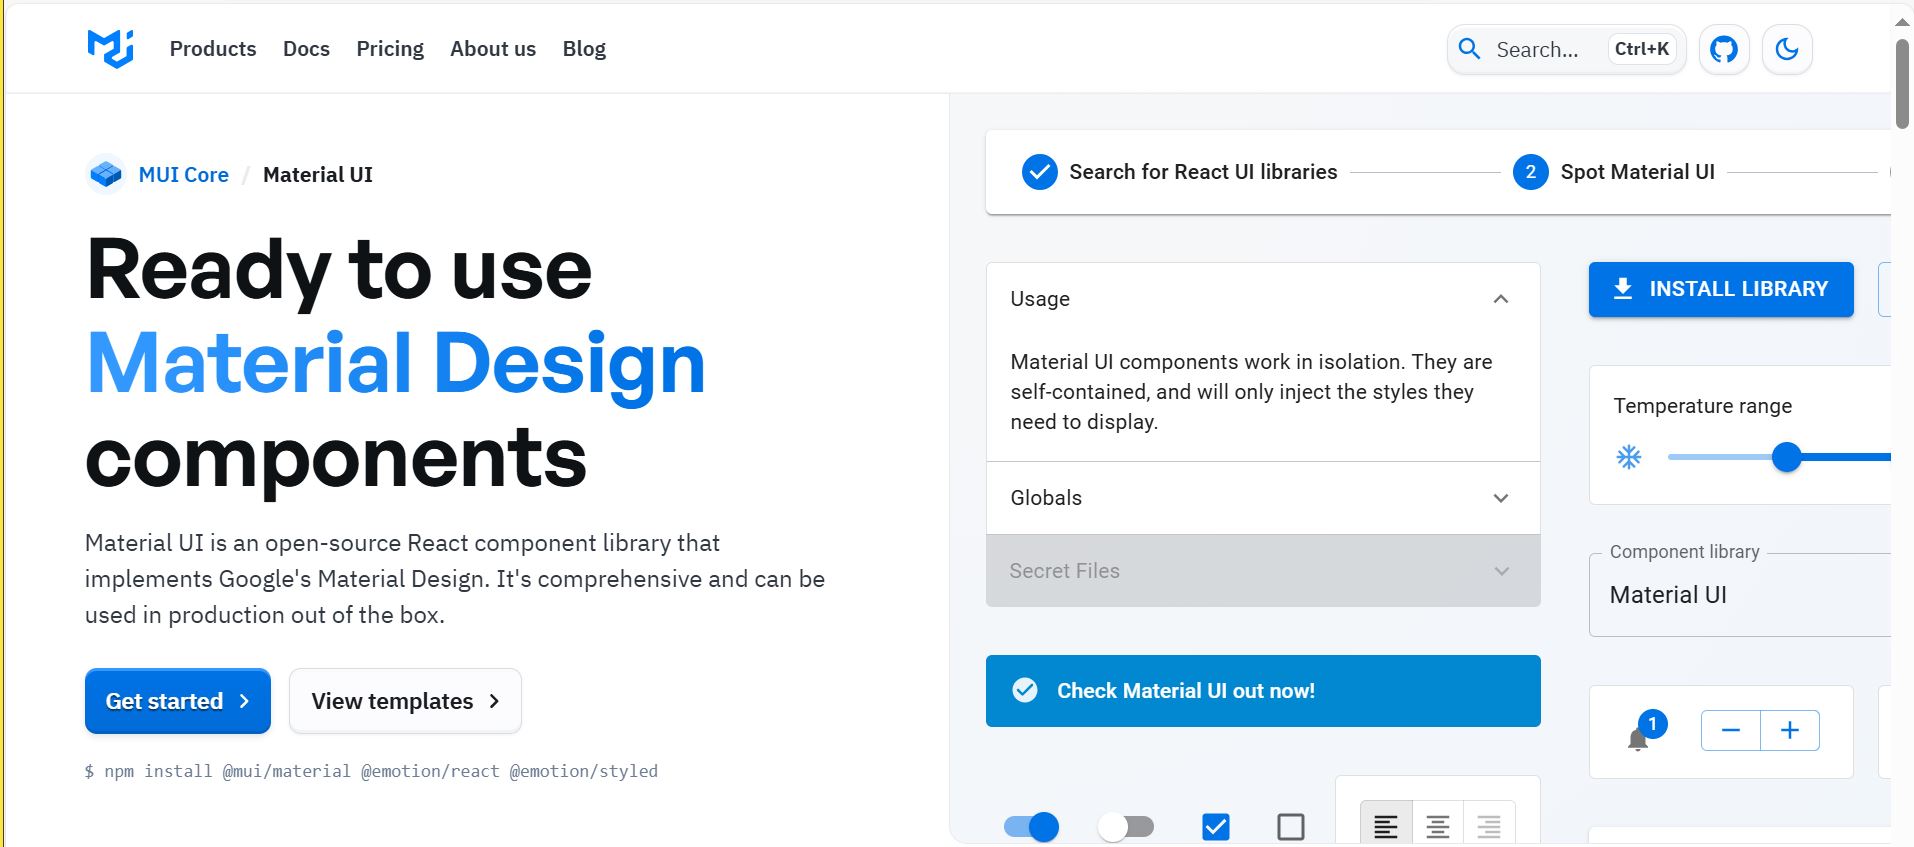 Products Docs Pricing About us Blog
Search... Ctrl+K
MUI Core / Material UI
Ready to use
Material Design
components
Material UI is an open-source React component library that
implements Google's Material Design. It's comprehensive and can be
used in production out of the box.
Get started
View templates
$ npm install @mui/material @emotion/react @emotion/styled
Search for React UI libraries
2 Spot Material UI
Usage
Material UI components work in isolation. They are
self-contained, and will only inject the styles they
need to display.
Globals
Secret Files
Check Material UI out now!
INSTALL LIBRARY
Temperature range
Component library
Material UI
1